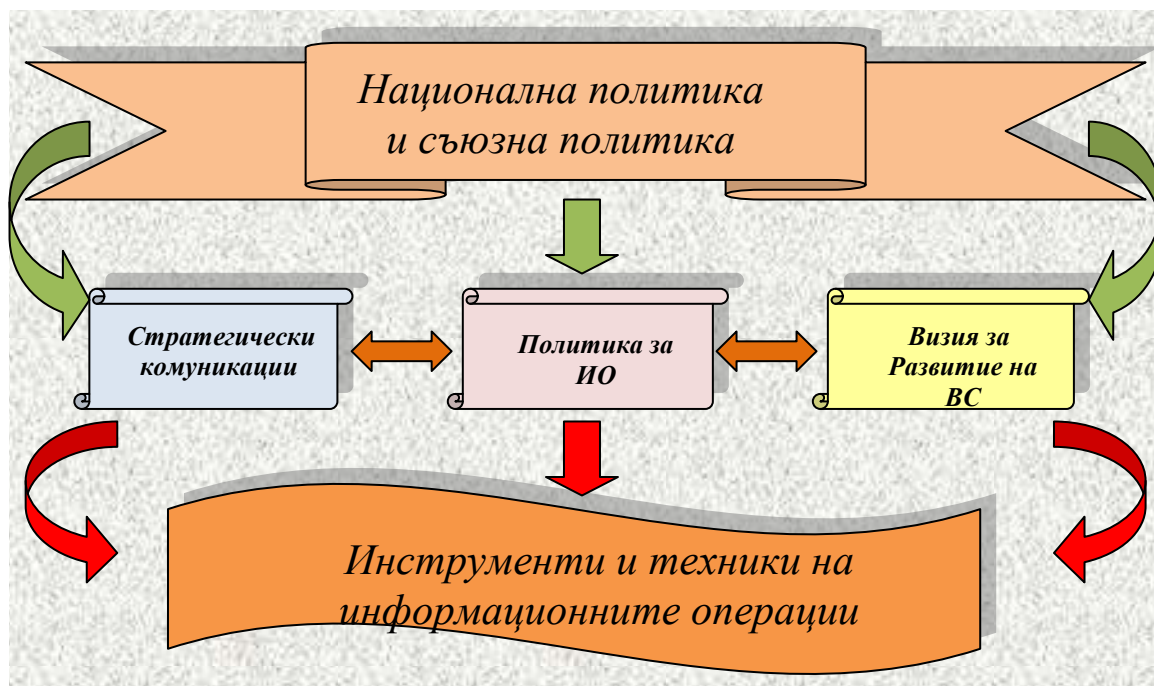 Национална политика
и съюзна политика
Стратегически
комуникации
Политика за
ИО
Визия за
Развитие на
ВС
Инструменти и техники на
информационните операции